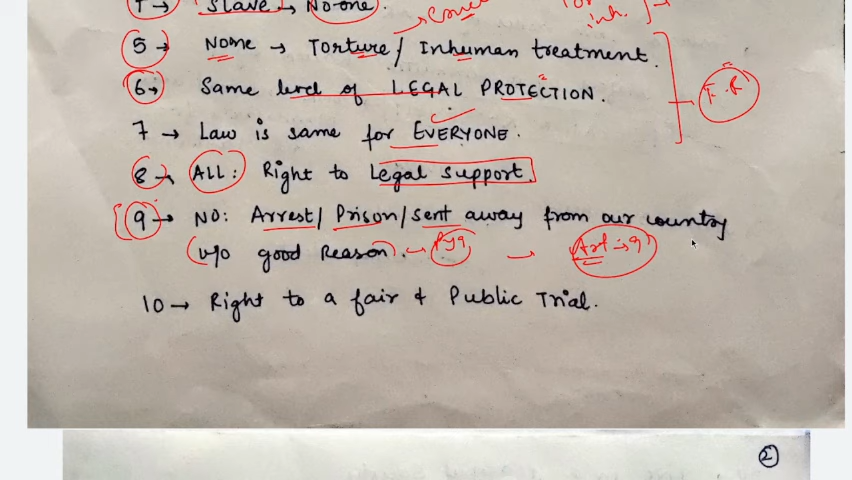 Slave → No-one.
5 → NONE → Torture / Inhuman treatment.
6 → Same level of LEGAL PROTECTION.
7 → Law is same for EVERYONE.
8 → ALL: Right to Legal Support.
9 → NO: Arrest/ Prison/sent away from our country
(w/o good Reason). → PYQ → Art → 9
10 → Right to a fair & Public Trial.
2